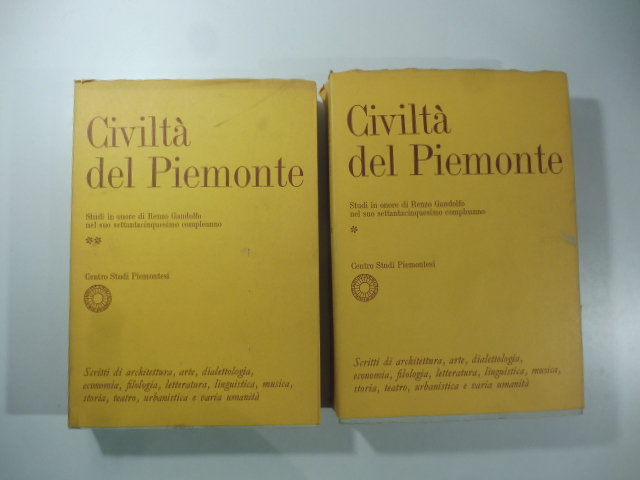 Civiltà
del Piemonte
Studi in onore di Renzo Gandolfo
nel suo settantacinquesimo compleanno
**
Centro Studi Piemontesi
Scritti di architettura, arte, dialettologia,
economia, filologia, letteratura, linguistica, musica,
storia, teatro, urbanistica e varia umanità
Civiltà
del Piemonte
Studi in onore di Renzo Gandolfo
nel suo settantacinquesimo compleanno
*
Centro Studi Piemontesi
Scritti di architettura, arte, dialettologia,
economia, filologia, letteratura, linguistica, musica,
storia, teatro, urbanistica e varia umanità